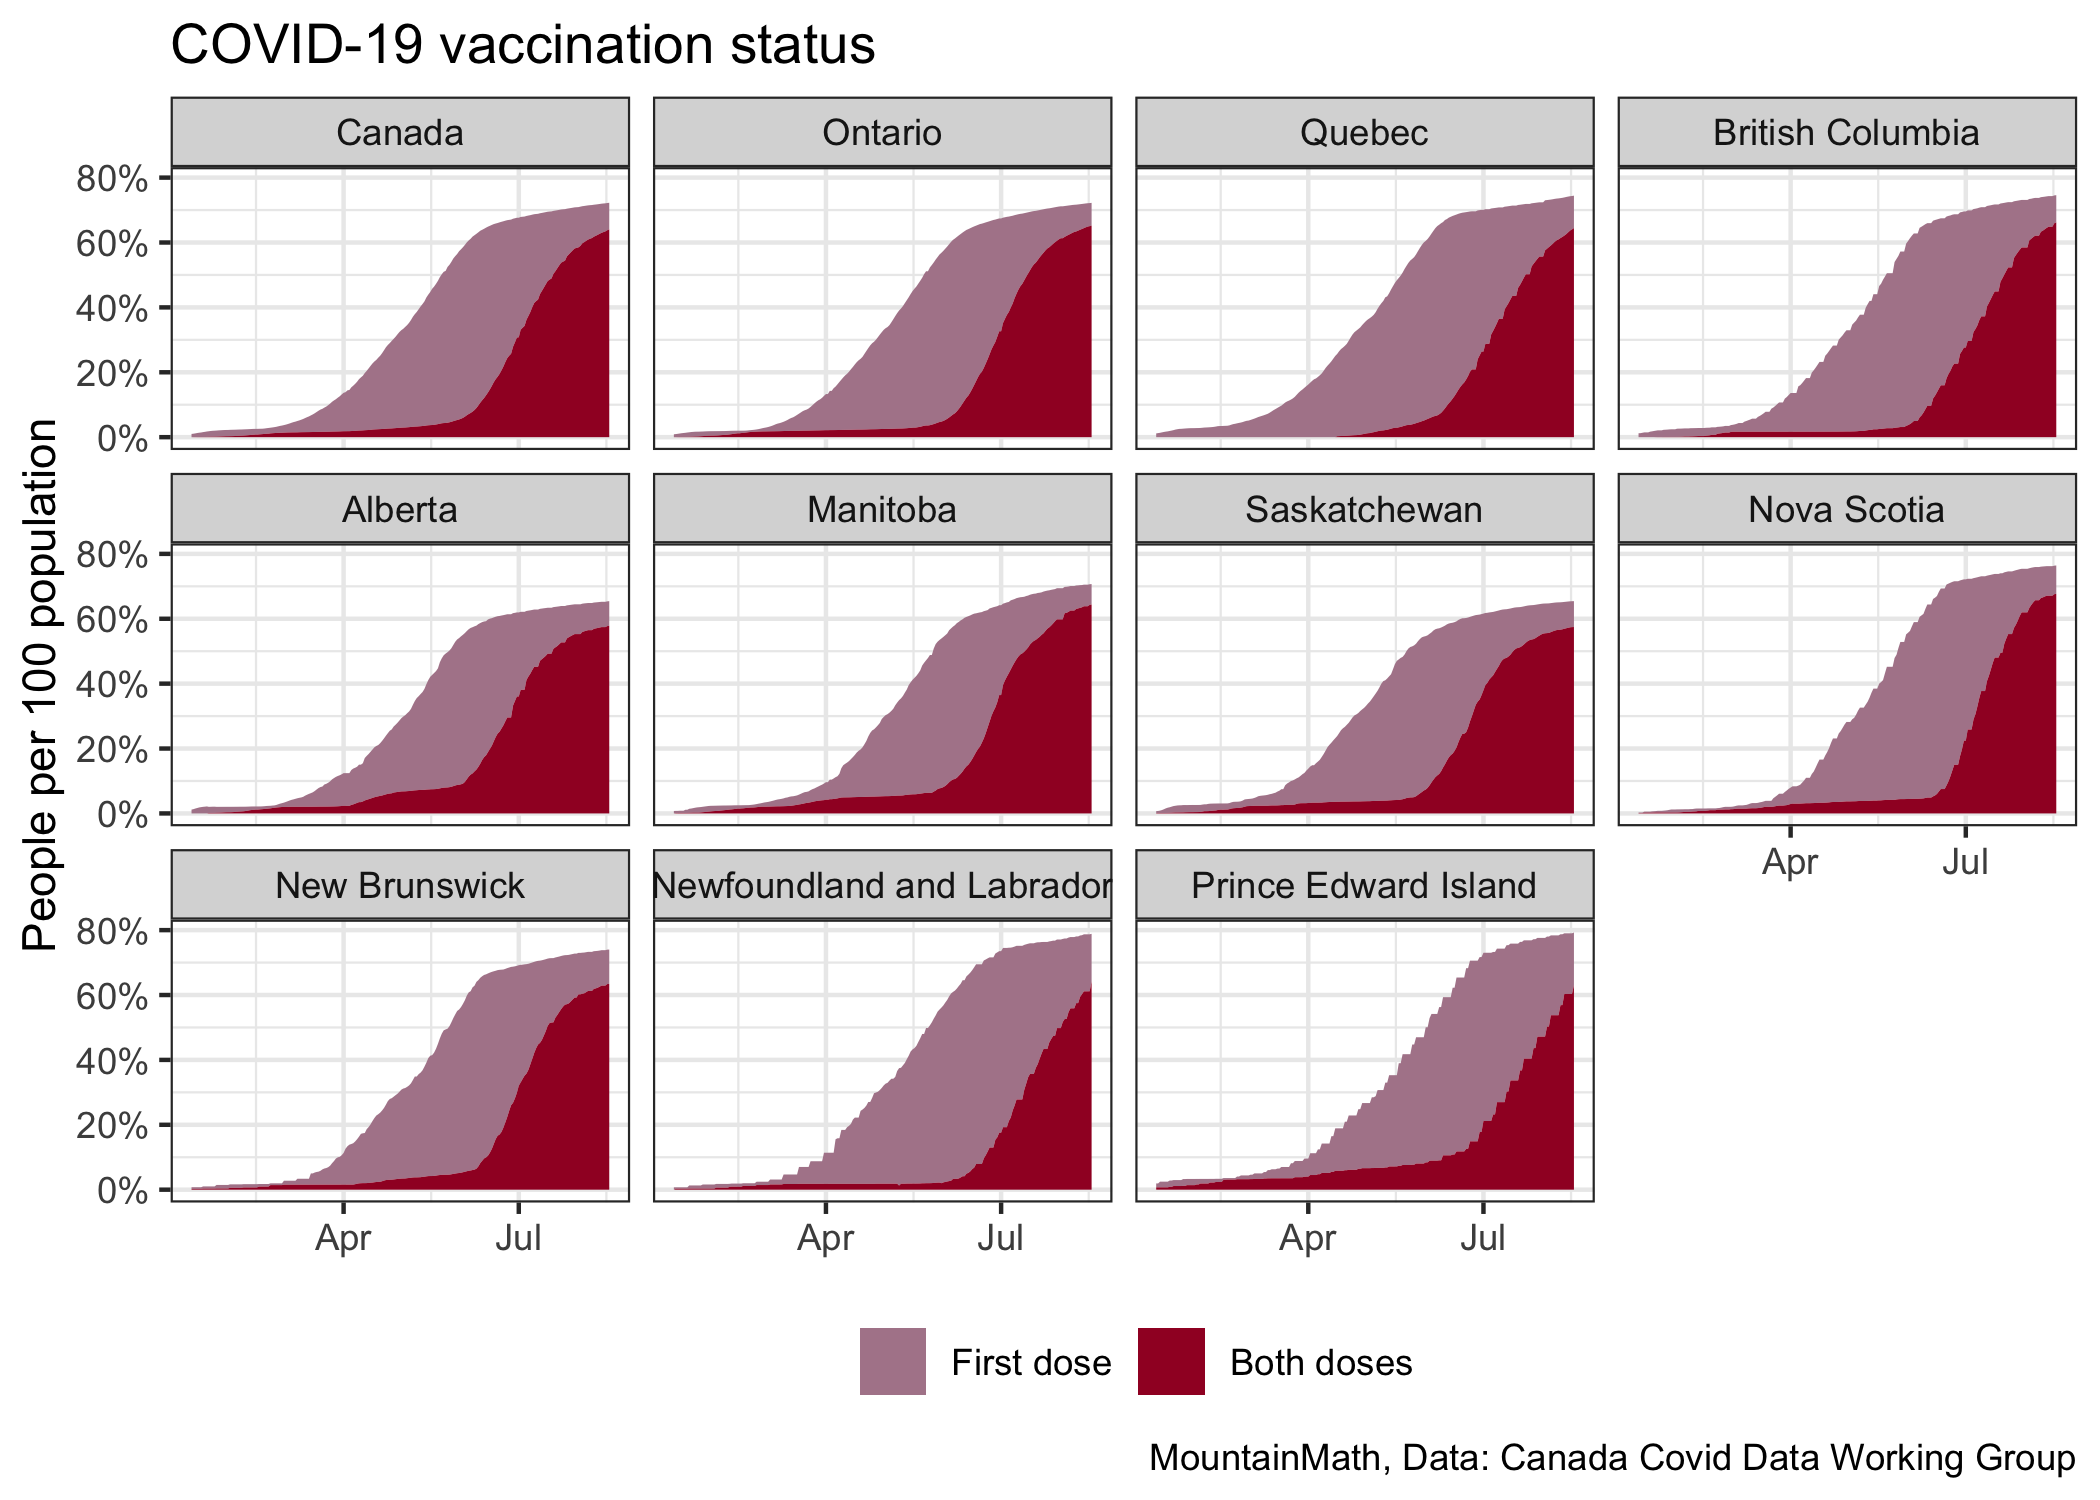 COVID-19 vaccination status
People per 100 population
Canada
Ontario
Quebec
British Columbia
80%
60%
40%
20%
0%
Alberta
Manitoba
Saskatchewan
Nova Scotia
80%
60%
40%
20%
0%
Apr
Jul
New Brunswick
Newfoundland and Labrador
Prince Edward Island
80%
60%
40%
20%
0%
Apr
Jul
Apr
Jul
Apr
Jul
First dose
Both doses
MountainMath, Data: Canada Covid Data Working Group